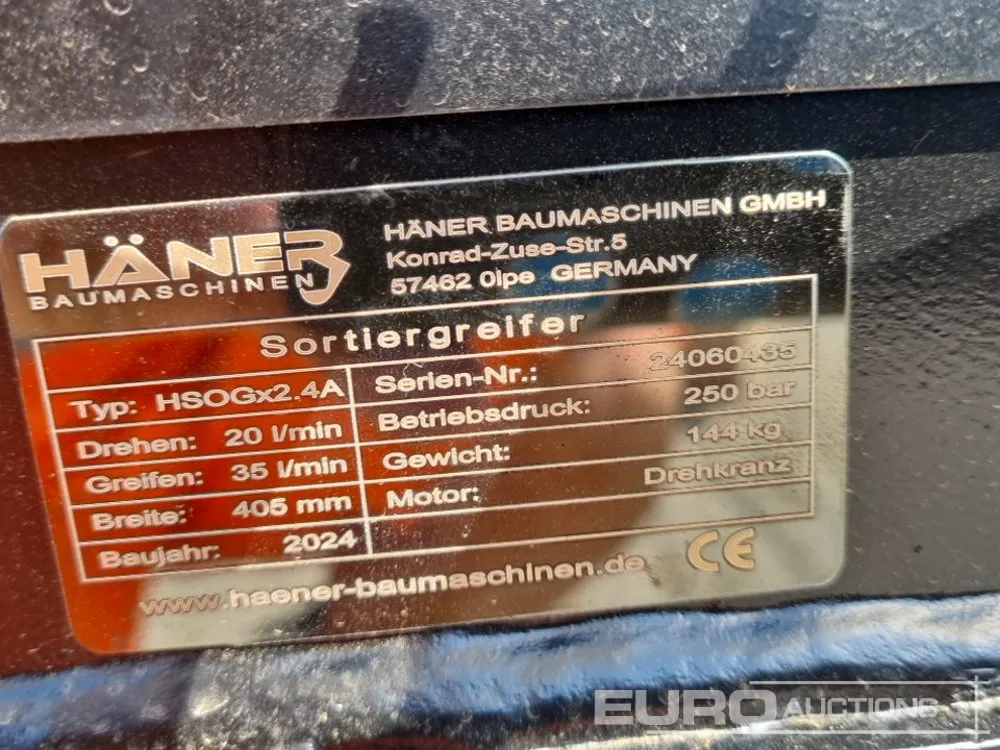 HÄNER
BAUMASCHINEN
HÄNER BAUMASCHINEN GMBH
Konrad-Zuse-Str.5
57462 Olpe GERMANY
Sortiergreifer
Typ: HSOGx2.4A
Serien-Nr.: 24060435
Drehen: 20 l/min
Betriebsdruck: 250 bar
Greifen: 35 l/min
Gewicht: 144 kg
Breite: 405 mm
Motor: Drehkranz
Baujahr: 2024
www.haener-baumaschinen.de
CE
EURO AUCTIONS